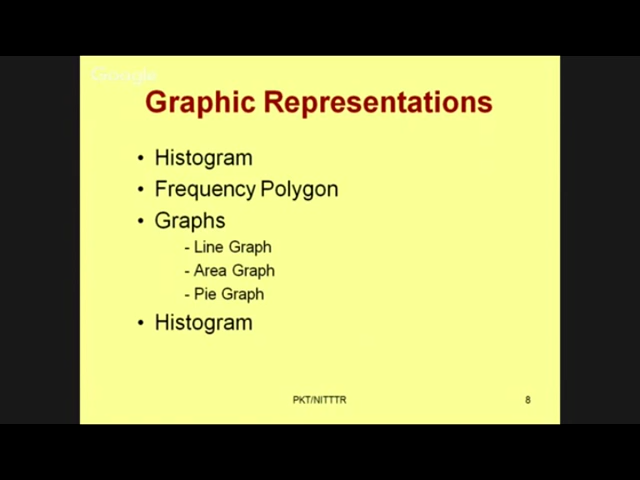 Google
Graphic Representations
• Histogram
• Frequency Polygon
• Graphs
- Line Graph
- Area Graph
- Pie Graph
• Histogram
PKT/NITTTR 8